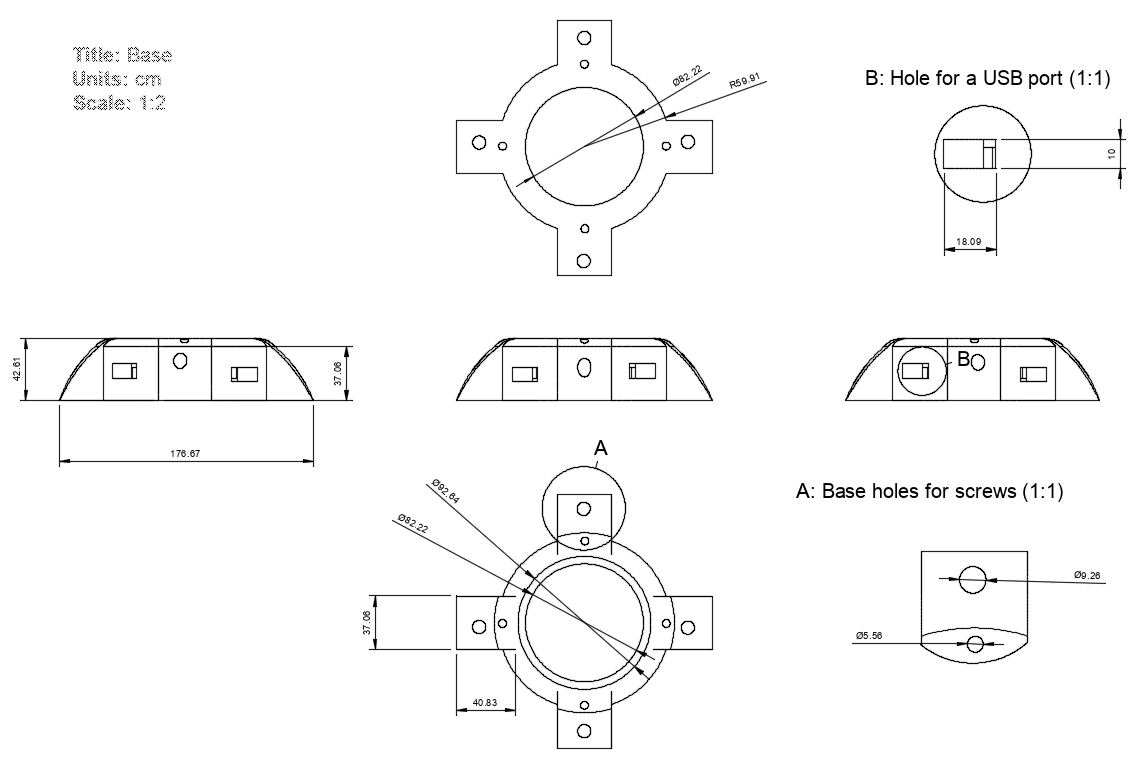 Title: Base
Units: cm
Scale: 1:2
Ø82.22
R59.91
B: Hole for a USB port (1:1)
10
18.09
42.61
37.06
176.67
B
A
Ø92.64
Ø82.22
37.06
40.83
A: Base holes for screws (1:1)
Ø9.26
Ø5.56